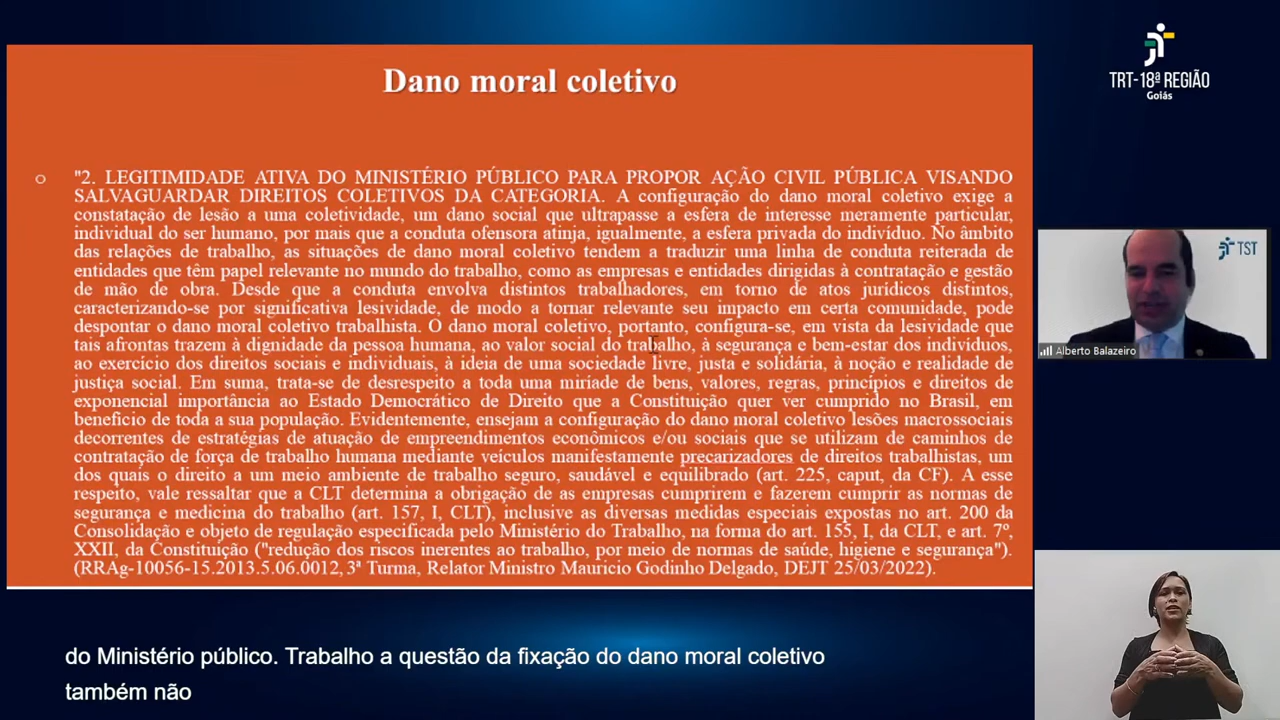 Dano moral coletivo
"2. LEGITIMIDADE ATIVA DO MINISTÉRIO PÚBLICO PARA PROPOR AÇÃO CIVIL PÚBLICA VISANDO
SALVAGUARDAR DIREITOS COLETIVOS DA CATEGORIA. A configuração do dano moral coletivo exige a
constatação de lesão a uma coletividade, um dano social que ultrapasse a esfera de interesse meramente particular,
individual do ser humano, por mais que a conduta ofensora atinja, igualmente, a esfera privada do indivíduo. No âmbito
das relações de trabalho, as situações de dano moral coletivo tendem a traduzir uma linha de conduta reiterada de
entidades que têm papel relevante no mundo do trabalho, como as empresas e entidades dirigidas à contratação e gestão
de mão de obra. Desde que a conduta envolva distintos trabalhadores, em torno de atos jurídicos distintos,
caracterizando-se por significativa lesividade, de modo a tornar relevante seu impacto em certa comunidade, pode
despontar o dano moral coletivo trabalhista. O dano moral coletivo, portanto, configura-se, em vista da lesividade que
tais afrontas trazem à dignidade da pessoa humana, ao valor social do trabalho, à segurança e bem-estar dos indivíduos,
ao exercício dos direitos sociais e individuais, à ideia de uma sociedade livre, justa e solidária, à noção e realidade de
justiça social. Em suma, trata-se de desrespeito a toda uma miríade de bens, valores, regras, princípios e direitos de
exponencial importância ao Estado Democrático de Direito que a Constituição quer ver cumprido no Brasil, em
benefício de toda a sua população. Evidentemente, ensejam a configuração do dano moral coletivo lesões macrossociais
decorrentes de estratégias de atuação de empreendimentos econômicos e/ou sociais que se utilizam de caminhos de
contratação de força de trabalho humana mediante veículos manifestamente precarizadores de direitos trabalhistas, um
dos quais o direito a um meio ambiente de trabalho seguro, saudável e equilibrado (art. 225, caput, da CF). A esse
respeito, vale ressaltar que a CLT determina a obrigação de as empresas cumprirem e fazerem cumprir as normas de
segurança e medicina do trabalho (art. 157, I, CLT), inclusive as diversas medidas especiais expostas no art. 200 da
Consolidação e objeto de regulação especificada pelo Ministério do Trabalho, na forma do art. 155, I, da CLT, e art. 7º,
XXII, da Constituição ("redução dos riscos inerentes ao trabalho, por meio de normas de saúde, higiene e segurança").
(RRAg-10056-15.2013.5.06.0012, 3ª Turma, Relator Ministro Mauricio Godinho Delgado, DEJT 25/03/2022).
TRT-18ª REGIÃO
Goiás
TST
Alberto Balazeiro
do Ministério público. Trabalho a questão da fixação do dano moral coletivo
também não